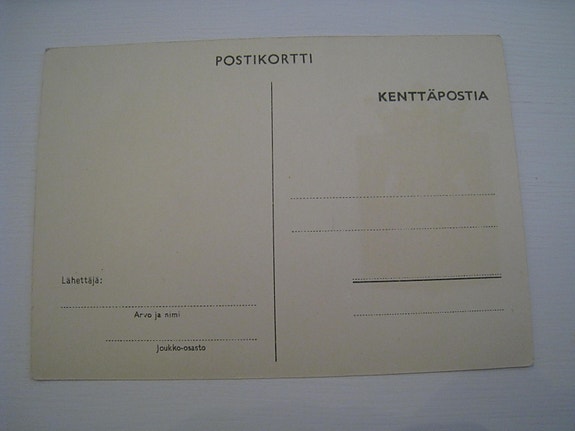 POSTIKORTTI
KENTTÄPOSTIA
Lähettäjä:
Arvo ja nimi
Joukko-osasto